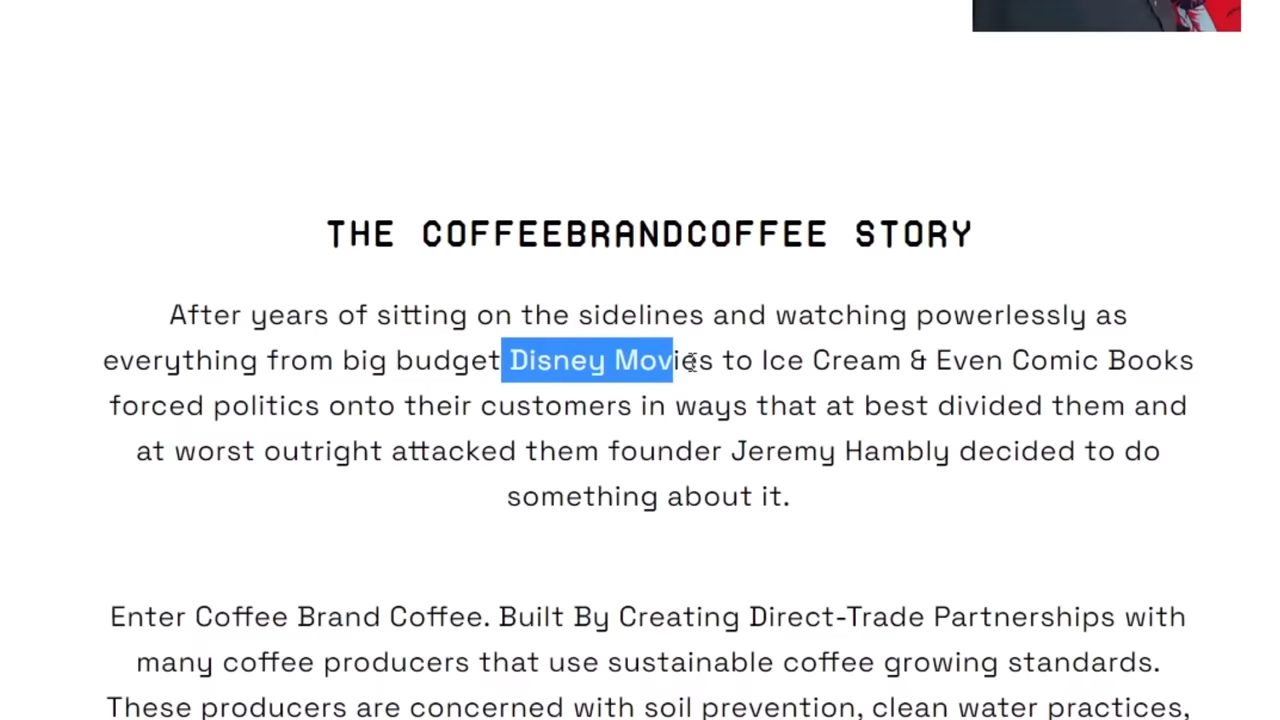 THE COFFEEBRANDCOFFEE STORY
After years of sitting on the sidelines and watching powerlessly as
everything from big budget Disney Movies to Ice Cream & Even Comic Books
forced politics onto their customers in ways that at best divided them and
at worst outright attacked them founder Jeremy Hambly decided to do
something about it.
Enter Coffee Brand Coffee. Built By Creating Direct-Trade Partnerships with
many coffee producers that use sustainable coffee growing standards.
These producers are concerned with soil prevention, clean water practices,